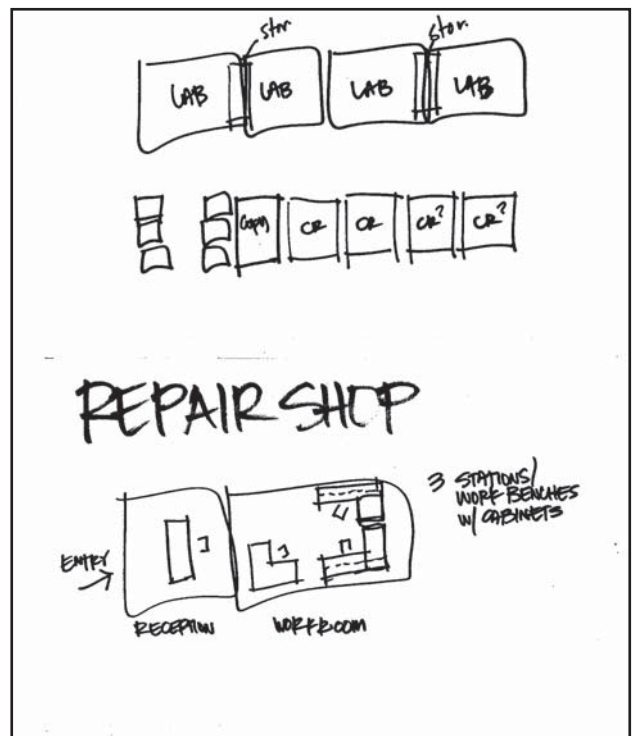 stor. stor.
LAB LAB LAB LAB
Copy CR CR CR? CR?
REPAIR SHOP
3 STATIONS/
WORK BENCHES
W/ CABINETS
ENTRY
RECEPTION WORKROOM